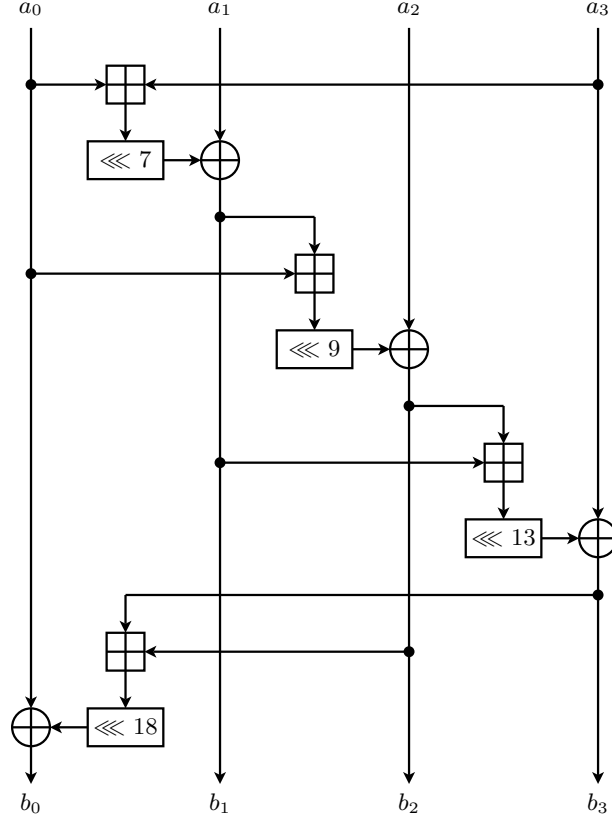 a₀ a₁ a₂ a₃
⋘ 7
⋘ 9
⋘ 13
⋘ 18
b₀ b₁ b₂ b₃